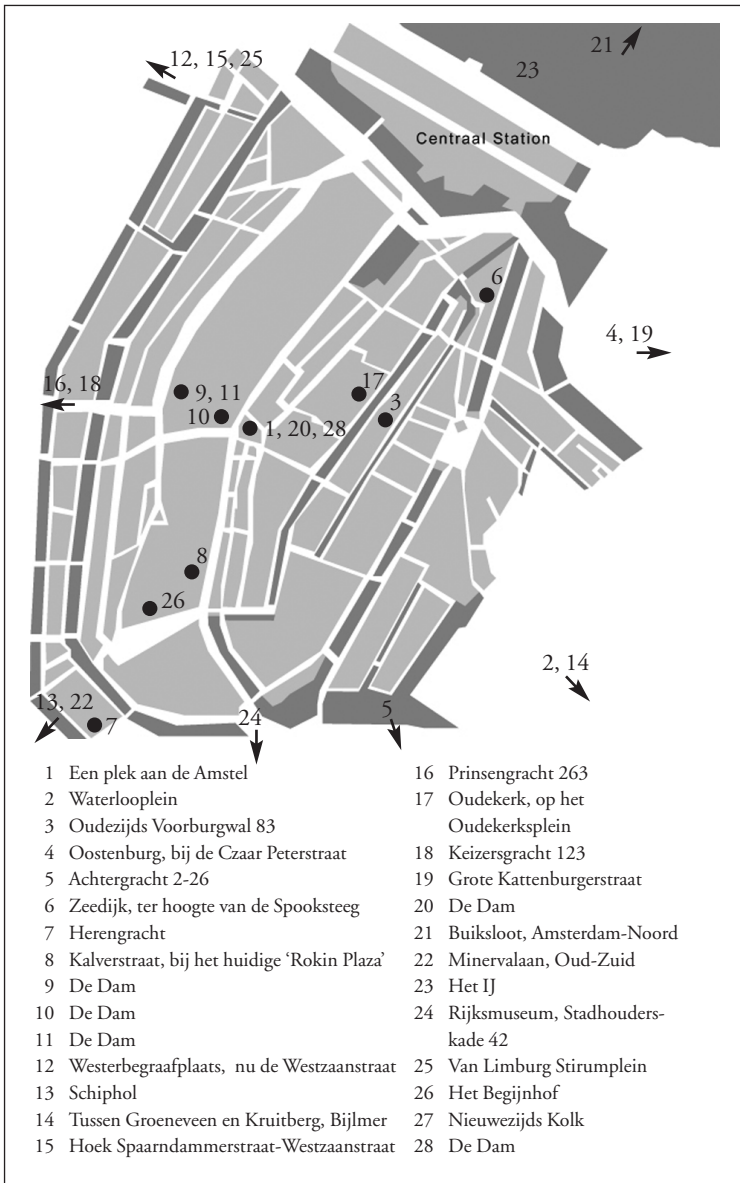 21
12, 15, 25
23
Centraal Station
6
4, 19
16, 18
9, 11
17
10
3
1, 20, 28
8
26
2, 14
13, 22
7
24
5
1 Een plek aan de Amstel
2 Waterlooplein
3 Oudezijds Voorburgwal 83
4 Oostenburg, bij de Czaar Peterstraat
5 Achtergracht 2-26
6 Zeedijk, ter hoogte van de Spooksteeg
7 Herengracht
8 Kalverstraat, bij het huidige ‘Rokin Plaza’
9 De Dam
10 De Dam
11 De Dam
12 Westerbegraafplaats, nu de Westzaanstraat
13 Schiphol
14 Tussen Groeneveen en Kruitberg, Bijlmer
15 Hoek Spaarndammerstraat-Westzaanstraat
16 Prinsengracht 263
17 Oudekerk, op het
Oudekerksplein
18 Keizersgracht 123
19 Grote Kattenburgerstraat
20 De Dam
21 Buiksloot, Amsterdam-Noord
22 Minervalaan, Oud-Zuid
23 Het IJ
24 Rijksmuseum, Stadhouders-
kade 42
25 Van Limburg Stirumplein
26 Het Begijnhof
27 Nieuwezijds Kolk
28 De Dam